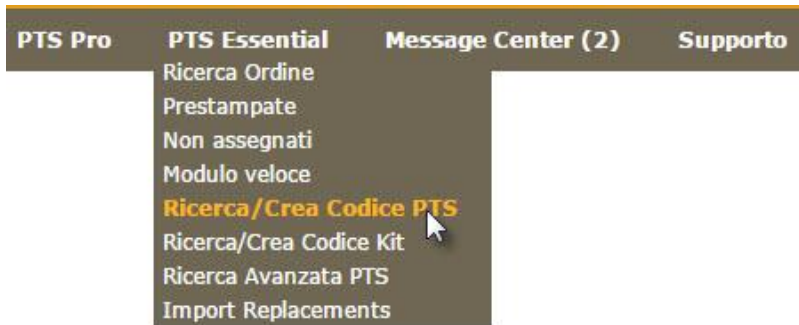 PTS Pro PTS Essential Message Center (2) Supporto
Ricerca Ordine
Prestampate
Non assegnati
Modulo veloce
Ricerca/Crea Codice PTS
Ricerca/Crea Codice Kit
Ricerca Avanzata PTS
Import Replacements